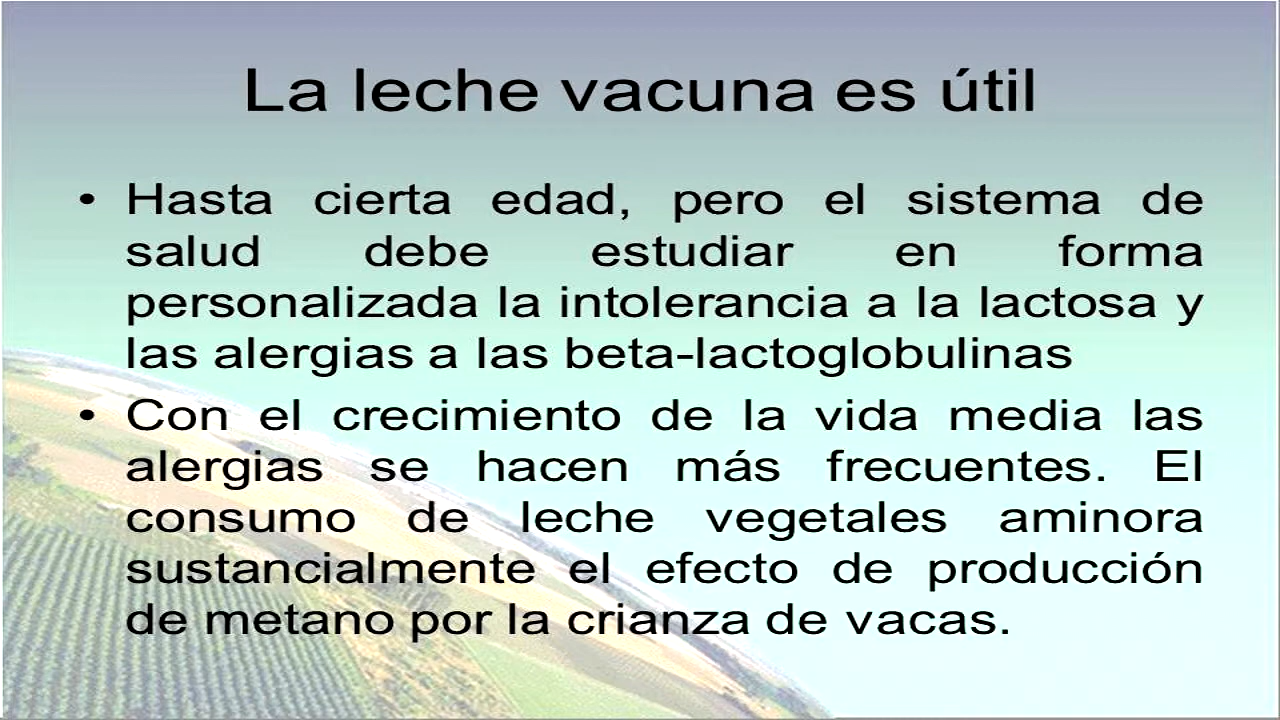 La leche vacuna es útil
• Hasta cierta edad, pero el sistema de
salud debe estudiar en forma
personalizada la intolerancia a la lactosa y
las alergias a las beta-lactoglobulinas
• Con el crecimiento de la vida media las
alergias se hacen más frecuentes. El
consumo de leche vegetales aminora
sustancialmente el efecto de producción
de metano por la crianza de vacas.